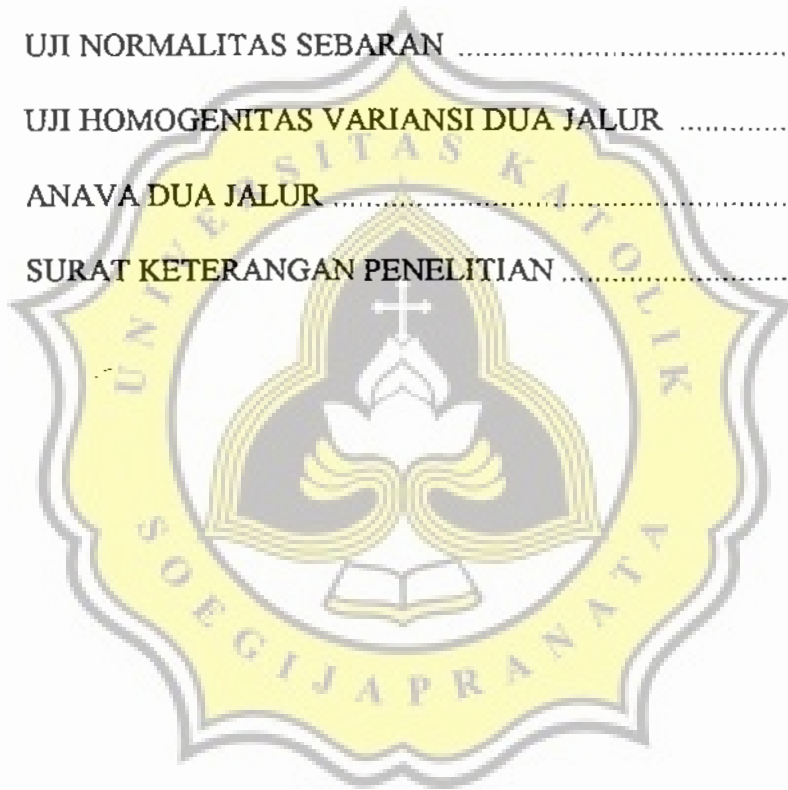 UJI NORMALITAS SEBARAN ................................................
UJI HOMOGENITAS VARIANSI DUA JALUR ...............
ANAVA DUA JALUR ................................................................
SURAT KETERANGAN PENELITIAN .................................
UNIVERSITAS KATOLIK
SOEGIJAPRANATA